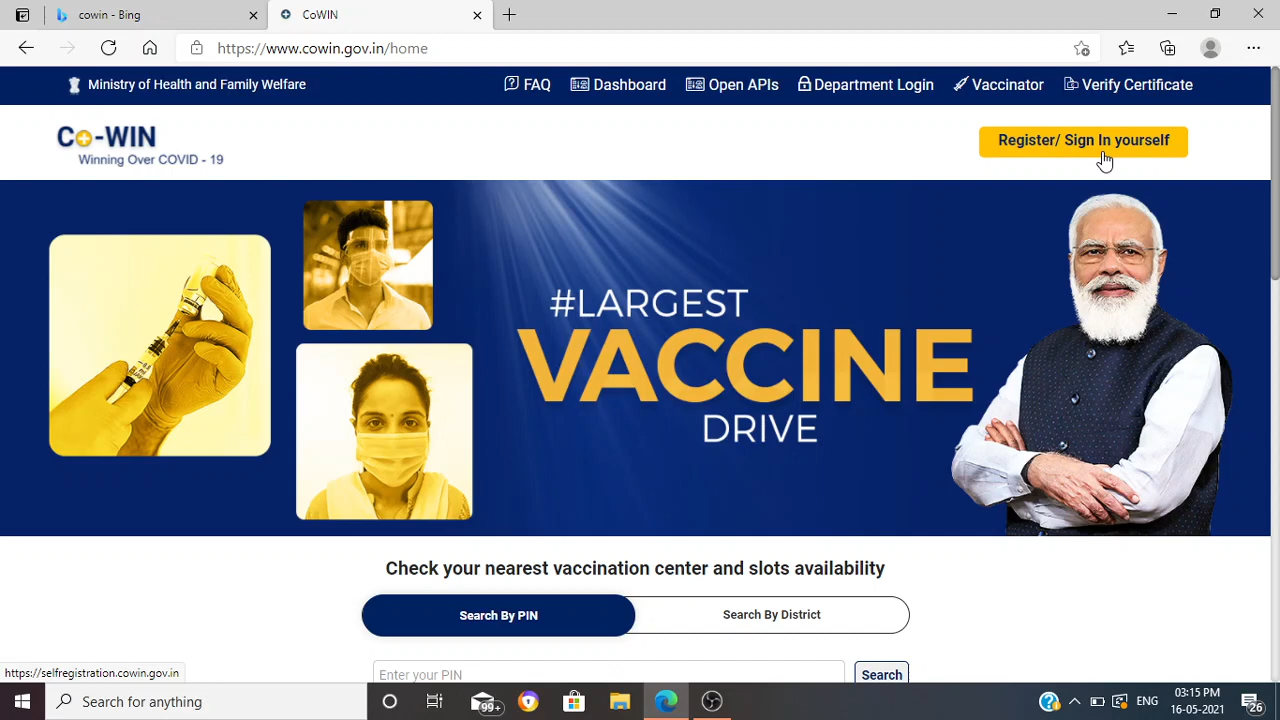 cowin - Bing
CoWIN
https://www.cowin.gov.in/home
Ministry of Health and Family Welfare
FAQ
Dashboard
Open APIs
Department Login
Vaccinator
Verify Certificate
Co-WIN
Winning Over COVID - 19
Register/ Sign In yourself
#LARGEST
VACCINE
DRIVE
Check your nearest vaccination center and slots availability
Search By PIN
Search By District
Enter your PIN
Search
https://selfregistration.cowin.gov.in
Search for anything
99+
ENG
03:15 PM
16-05-2021
26